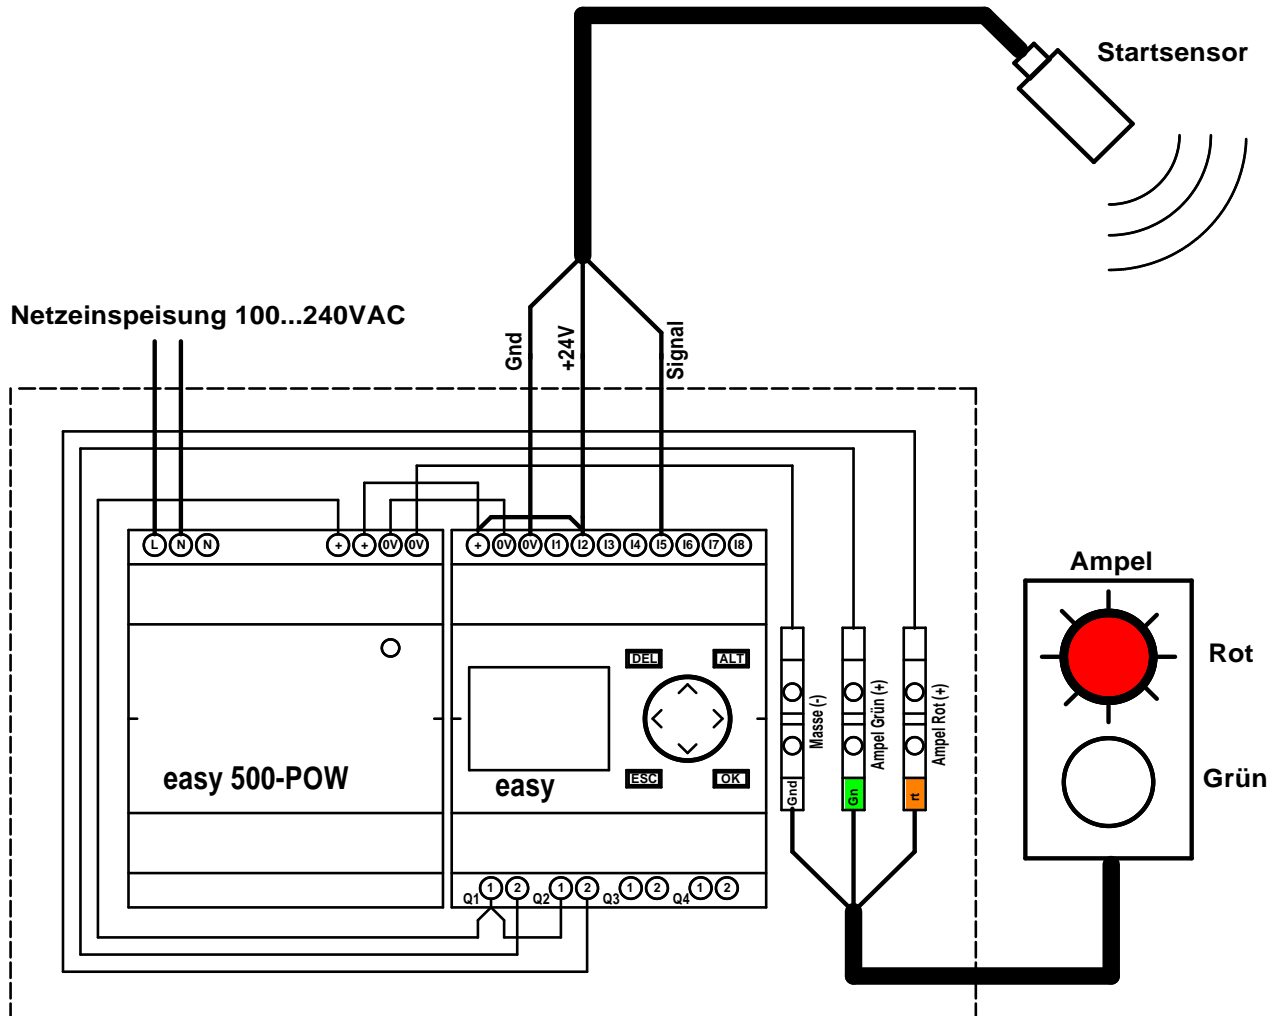 Startsensor
Netzeinspeisung 100...240VAC
Gnd
+24V
Signal
L N N + + 0V 0V
+ 0V 0V I1 I2 I3 I4 I5 I6 I7 I8
DEL ALT
ESC OK
easy 500-POW
easy
Masse (-)
Ampel Grün (+)
Ampel Rot (+)
Gnd
Gn
rt
Q1 1 2 Q2 1 2 Q3 1 2 Q4 1 2
Ampel
Rot
Grün